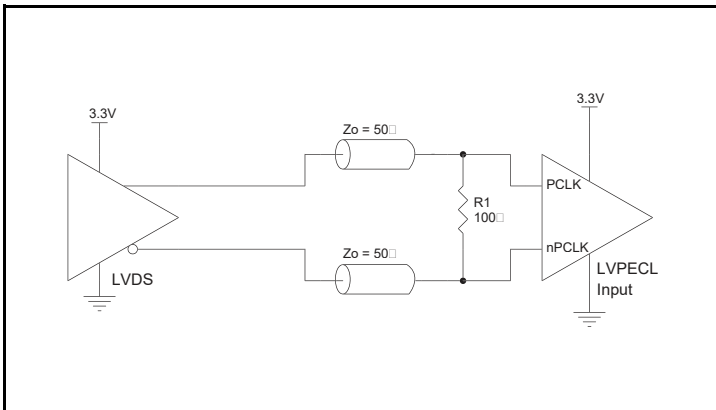 3.3V
3.3V
Zo = 50□
PCLK
R1
100□
nPCLK
Zo = 50□
LVDS
LVPECL
Input